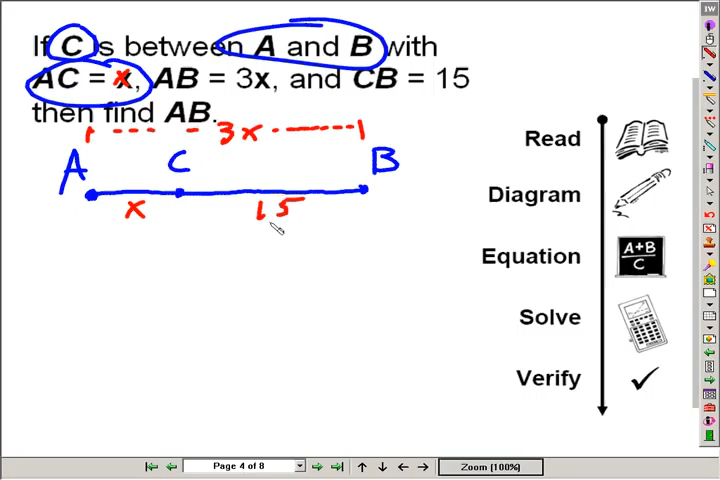 If C is between A and B with
AC = x, AB = 3x, and CB = 15
then find AB.
3x
A C B
x 15
Read
Diagram
Equation
A+B
C
Solve
Verify
IW
Page 4 of 8
Zoom (100%)